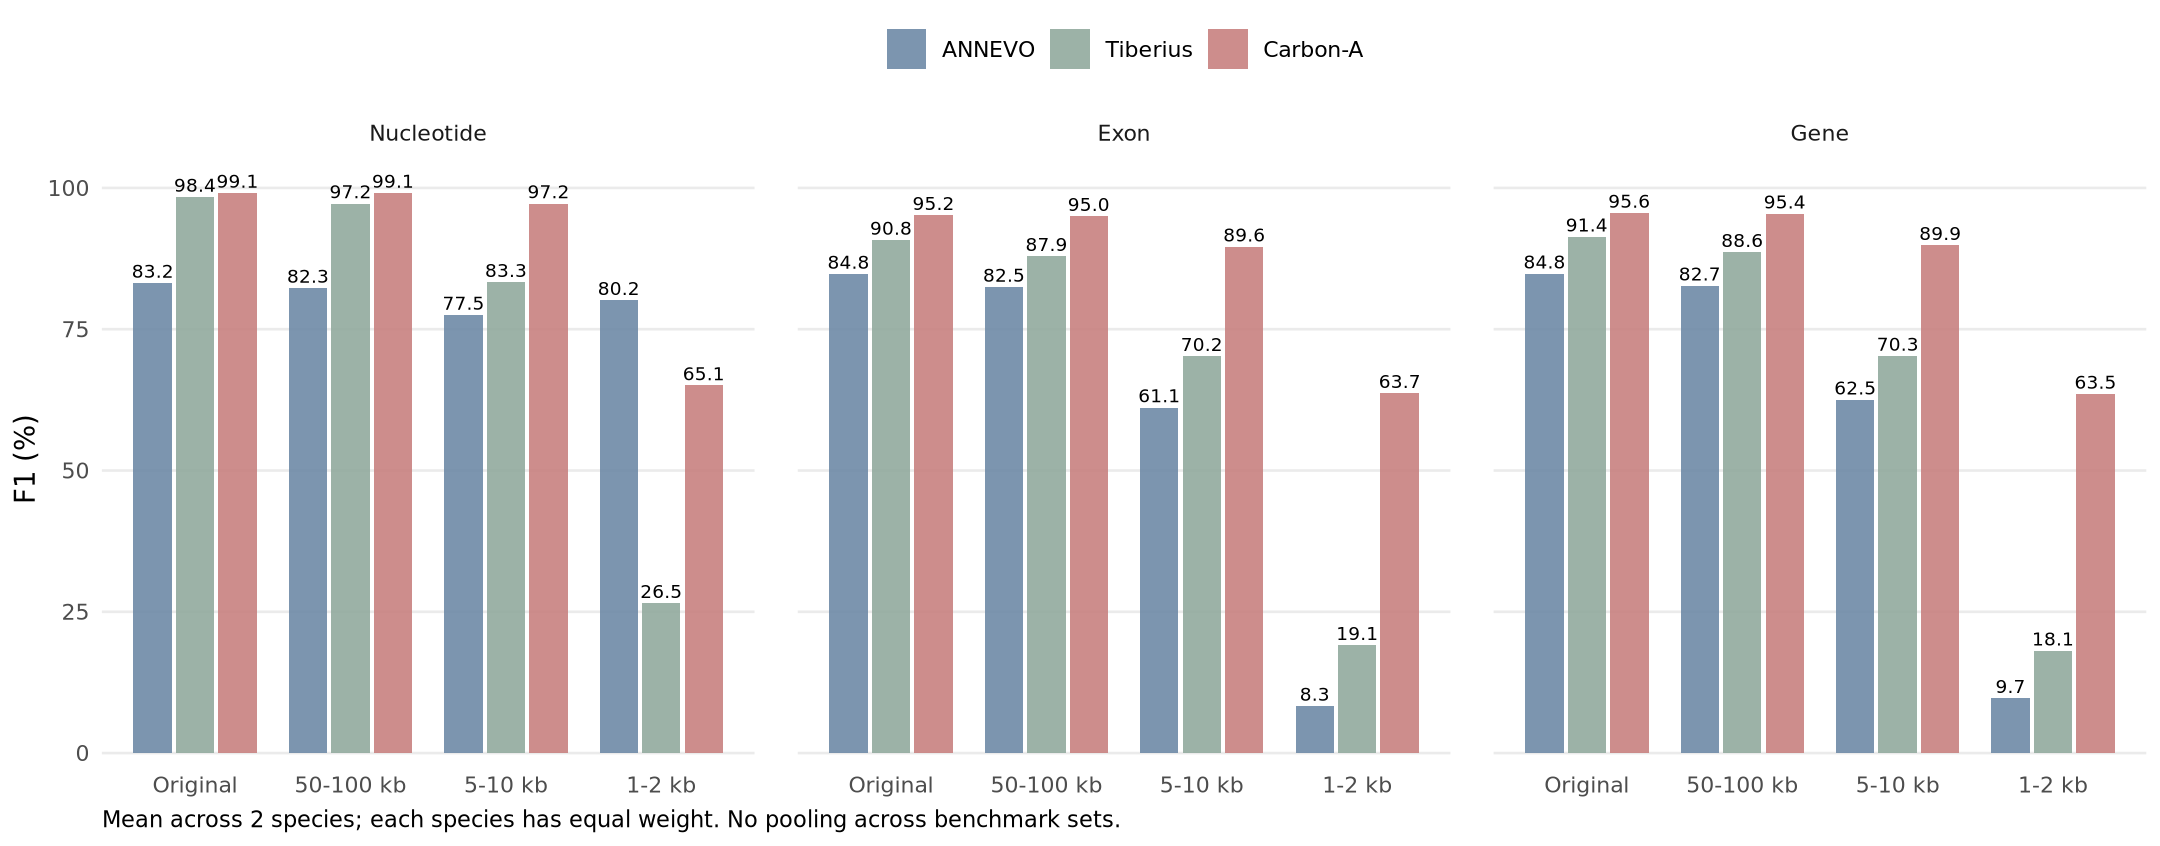 ANNEVO Tiberius Carbon-A
Nucleotide Exon Gene
F1 (%)
100
75
50
25
0
83.2 98.4 99.1 82.3 97.2 99.1 77.5 83.3 97.2 80.2 26.5 65.1
84.8 90.8 95.2 82.5 87.9 95.0 61.1 70.2 89.6 8.3 19.1 63.7
84.8 91.4 95.6 82.7 88.6 95.4 62.5 70.3 89.9 9.7 18.1 63.5
Original 50-100 kb 5-10 kb 1-2 kb Original 50-100 kb 5-10 kb 1-2 kb Original 50-100 kb 5-10 kb 1-2 kb
Mean across 2 species; each species has equal weight. No pooling across benchmark sets.